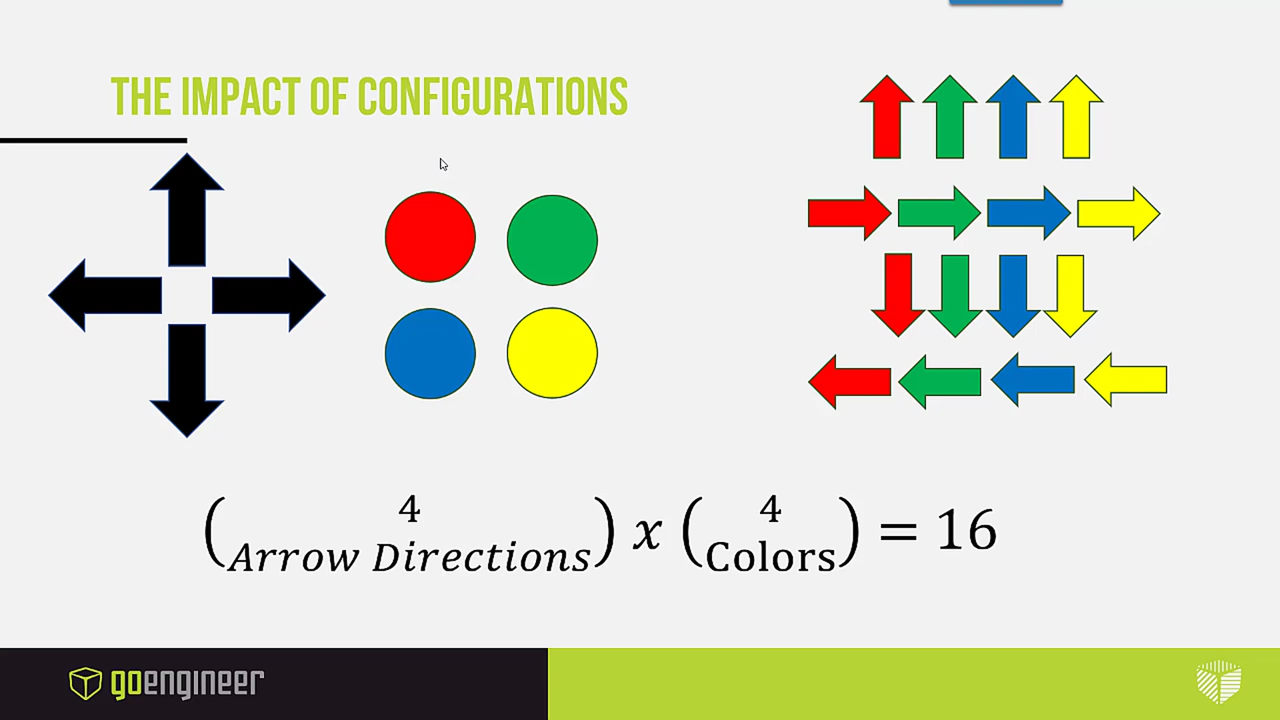 THE IMPACT OF CONFIGURATIONS
( 4 Arrow Directions ) x ( 4 Colors ) = 16
goengineer